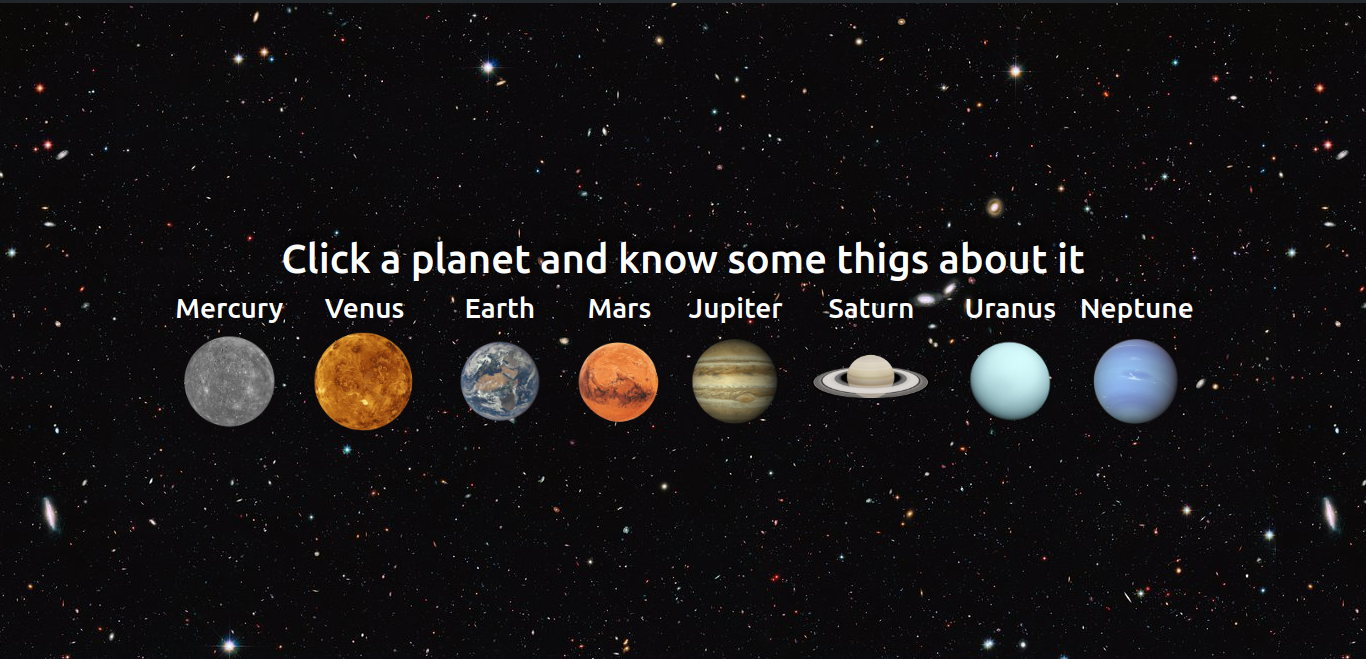 Click a planet and know some thigs about it
Mercury Venus Earth Mars Jupiter Saturn Uranus Neptune